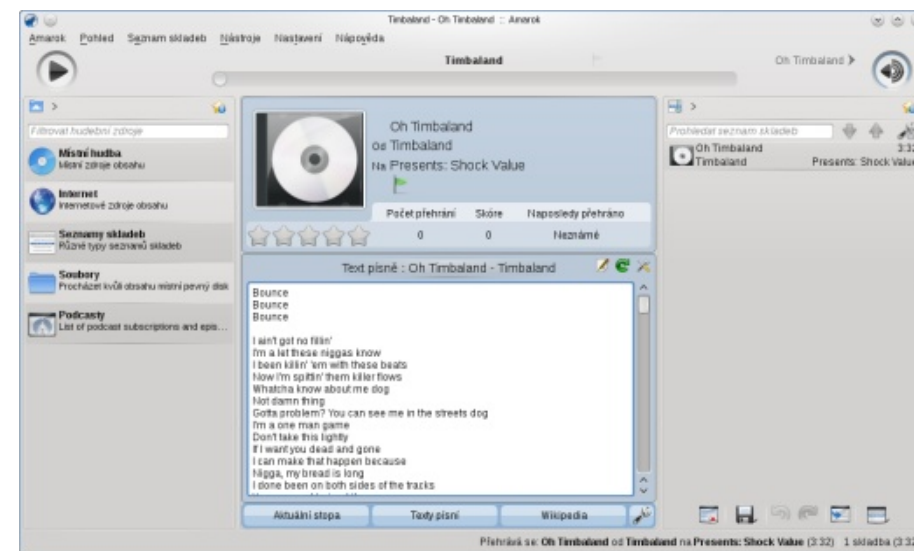 Timbaland - Oh Timbaland :: Amarok
Amarok Pohled Seznam skladeb Nástroje Nastavení Nápověda
Timbaland
Oh Timbaland
Filtrovat hudební zdroje
Místní hudba
Místní zdroje obsahu
Internet
Internetové zdroje obsahu
Seznamy skladeb
Různé typy seznamů skladeb
Soubory
Procházet kvůli obsahu místní pevný disk
Podcasty
List of podcast subscriptions and epis...
Oh Timbaland
Od Timbaland
Na Presents: Shock Value
Počet přehrání Skóre Naposledy přehráno
0 0 Neznámé
Text písně : Oh Timbaland - Timbaland
Bounce
Bounce
Bounce
I ain't got no fillin'
I'm a let these niggas know
I been killin' 'em with these beats
Now I'm spittin' them killer flows
Whatcha know about me dog
Not damn thing
Gotta problem? You can see me in the streets dog
I'm a one man game
Don't take this lightly
If I want you dead and gone
I can make that happen because
Nigga, my bread is long
I done been on both sides of the tracks
Aktuální stopa Texty písní Wikipedia
Prohledat seznam skladeb
Oh Timbaland 3:32
Timbaland Presents: Shock Value
Přehrává se: Oh Timbaland od Timbaland na Presents: Shock Value (3:32) 1 skladba (3:32